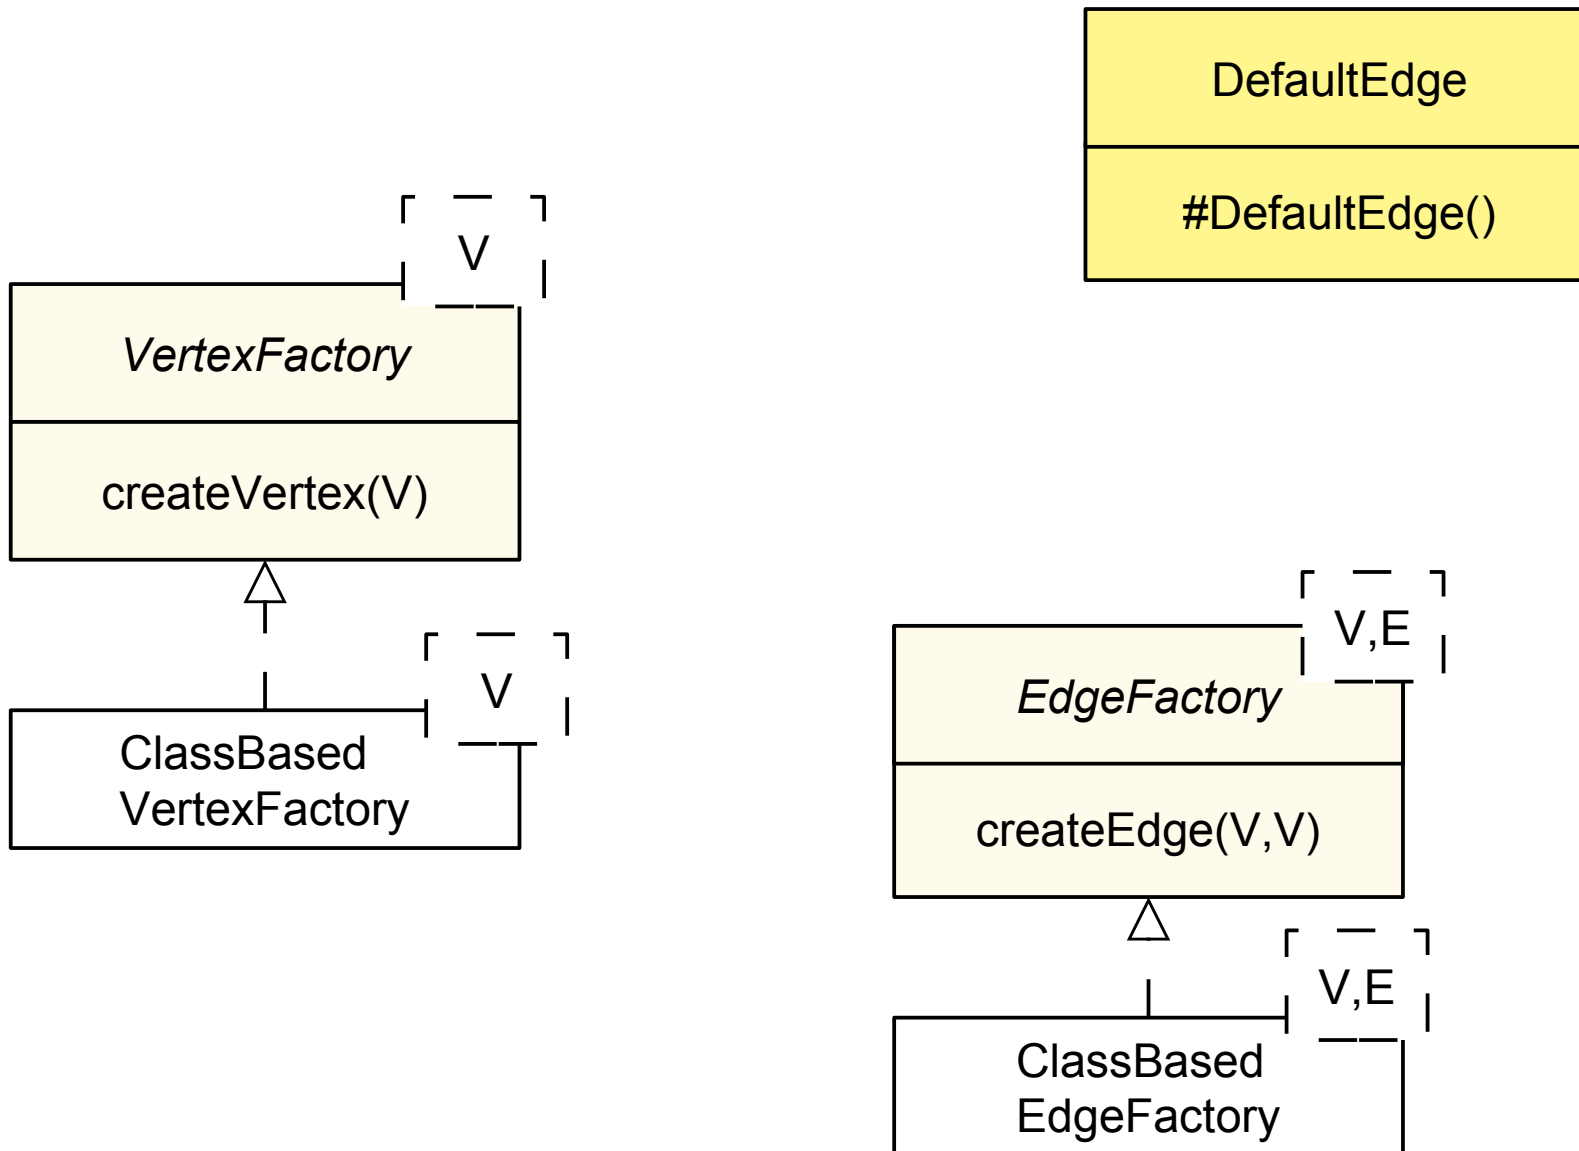 DefaultEdge
#DefaultEdge()
V
VertexFactory
createVertex(V)
V
ClassBased
VertexFactory
V,E
EdgeFactory
createEdge(V,V)
V,E
ClassBased
EdgeFactory